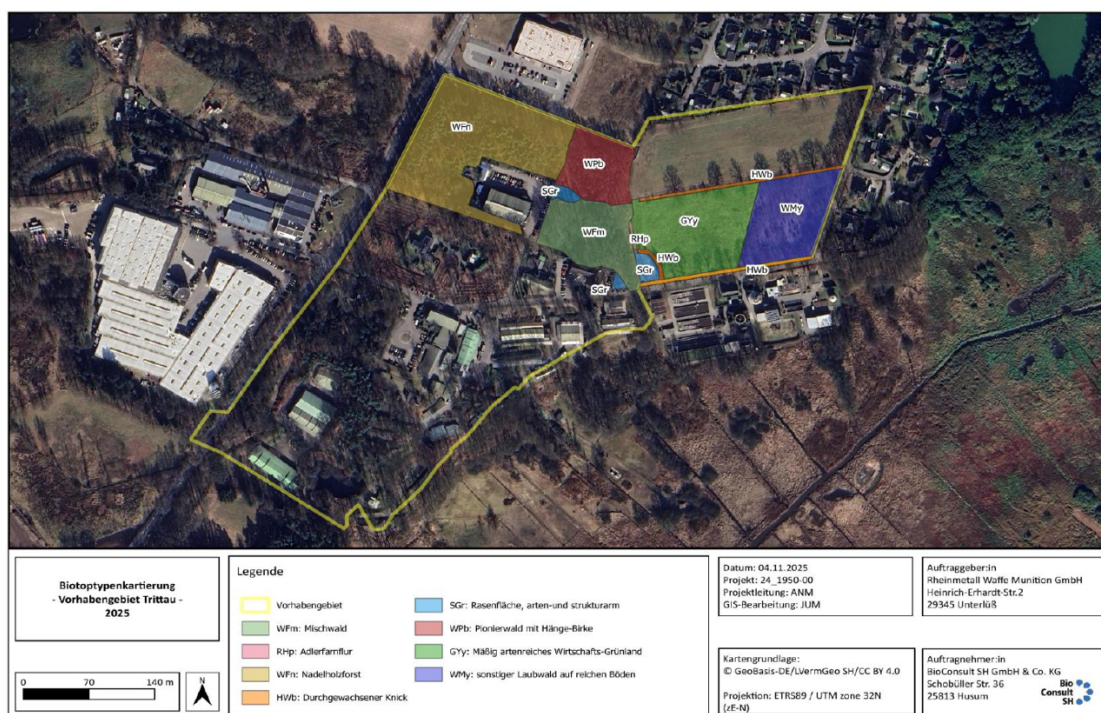 WFn
WPb
HWb
SGr
GYy
WMy
WFm
RHp
HWb
SGr
HWb
SGr
Biotoptypenkartierung
- Vorhabengebiet Trittau -
2025
0 70 140 m
N
Legende
Vorhabengebiet
WFm: Mischwald
RHp: Adlerfarnflur
WFn: Nadelholzforst
HWb: Durchgewachsener Knick
SGr: Rasenfläche, arten-und strukturarm
WPb: Pionierwald mit Hänge-Birke
GYy: Mäßig artenreiches Wirtschafts-Grünland
WMy: sonstiger Laubwald auf reichen Böden
Datum: 04.11.2025
Projekt: 24_1950-00
Projektleitung: ANM
GIS-Bearbeitung: JUM
Auftraggeber:in
Rheinmetall Waffe Munition GmbH
Heinrich-Erhardt-Str.2
29345 Unterlüß
Kartengrundlage:
© GeoBasis-DE/LVermGeo SH/CC BY 4.0
Projektion: ETRS89 / UTM zone 32N
(zE-N)
Auftragnehmer:in
BioConsult SH GmbH & Co. KG
Schobüller Str. 36
25813 Husum
Bio
Consult
SH